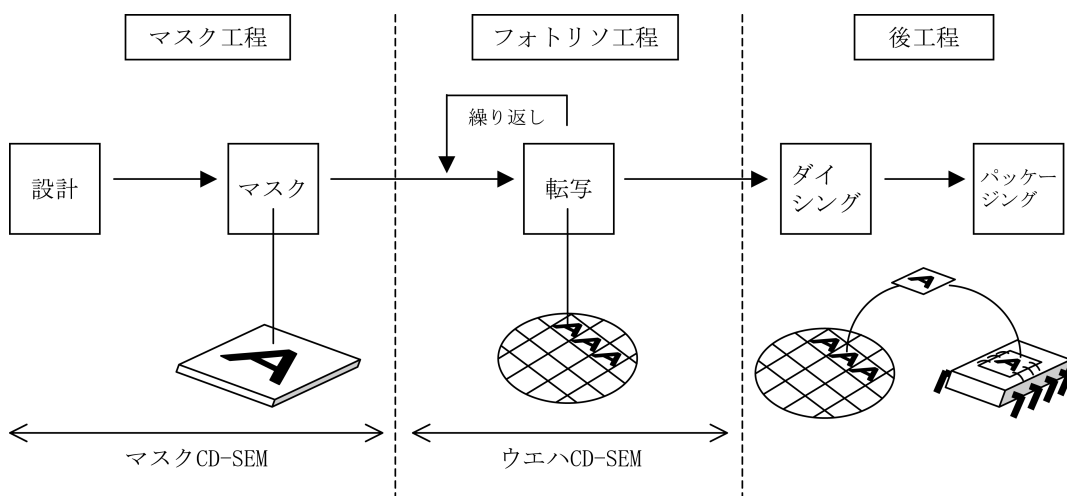 マスク工程
フォトリソ工程
後工程
繰り返し
設計
マスク
転写
ダイ
シング
パッケー
ジング
A
A A A
A A A
A
A
マスクCD-SEM
ウエハCD-SEM